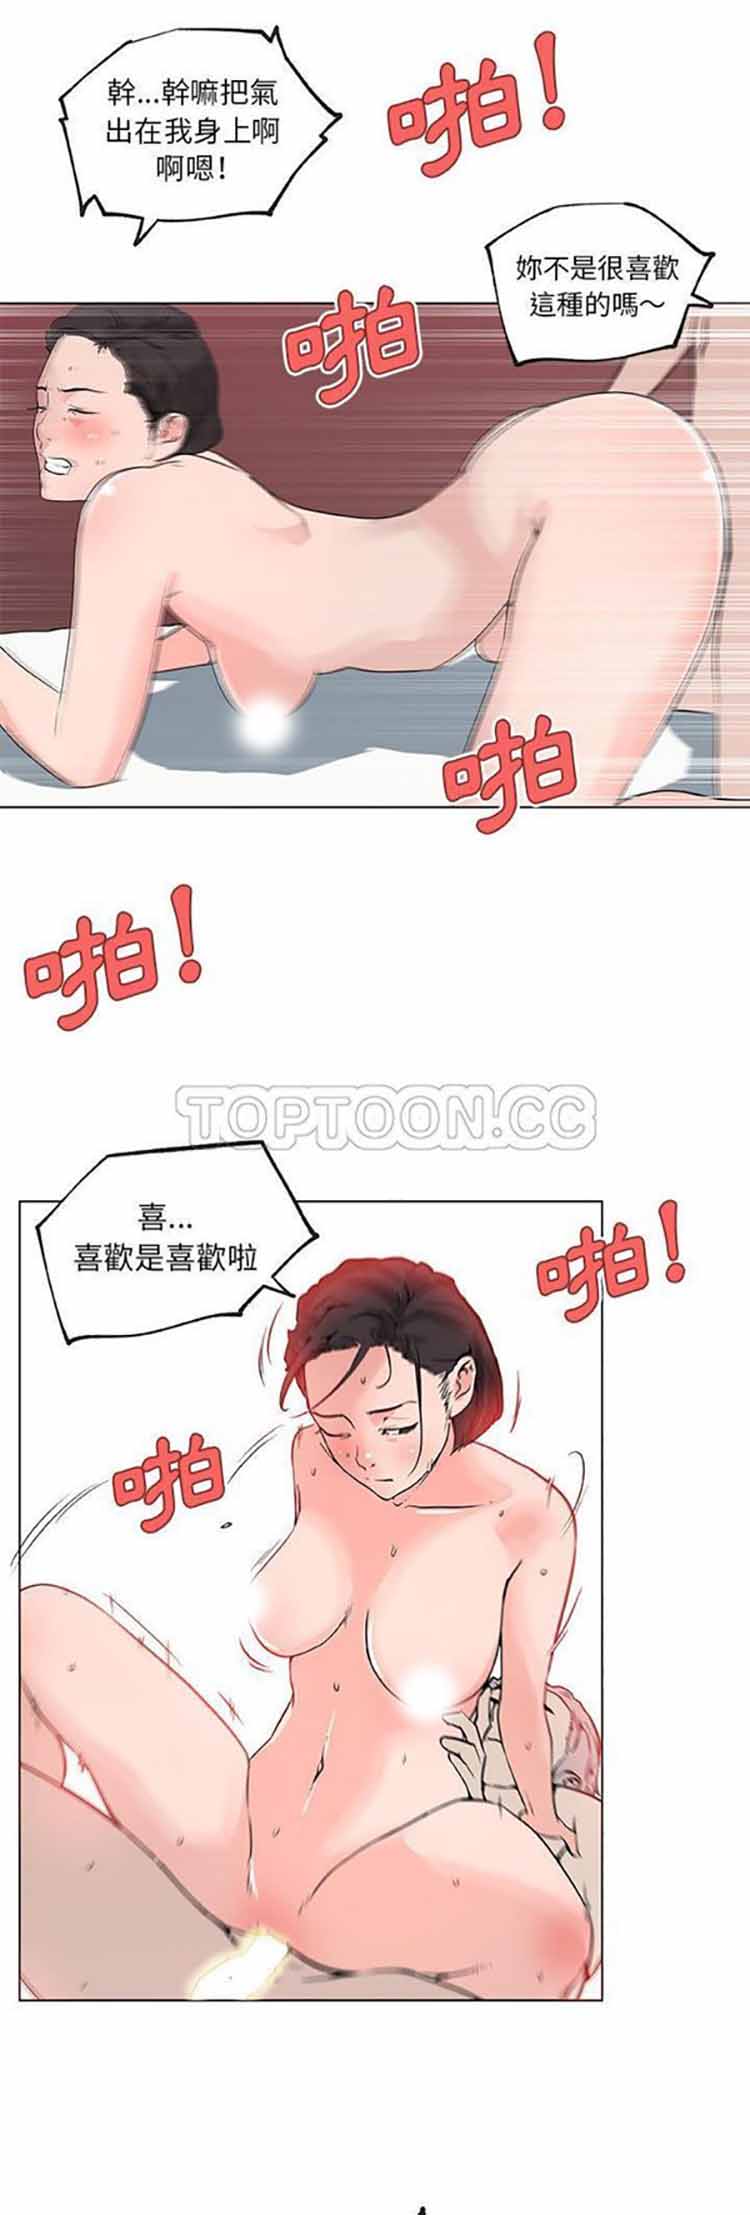 幹...幹嘛把氣
出在我身上啊
啊嗯!
啪!
妳不是很喜歡
這種的嗎～
啪
啪
啪!
TOPTOON.CC
喜...
喜歡是喜歡啦
啪!
啪